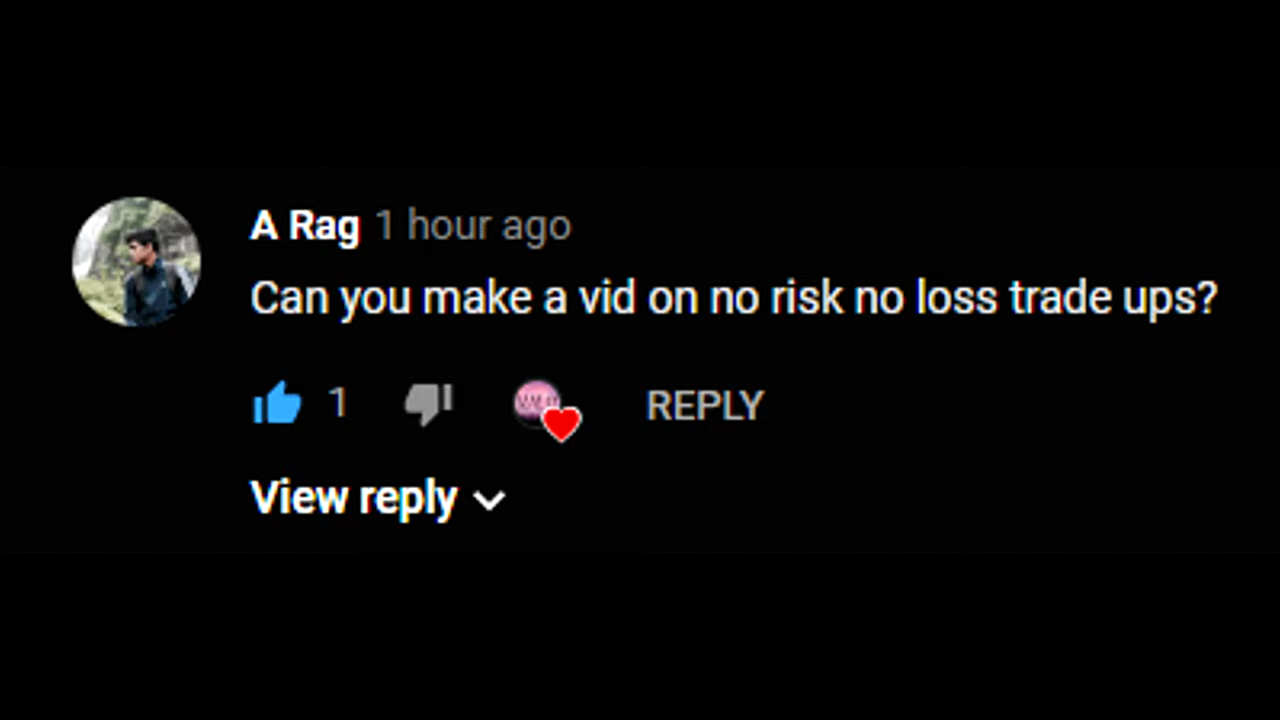 A Rag 1 hour ago
Can you make a vid on no risk no loss trade ups?
1 REPLY
View reply